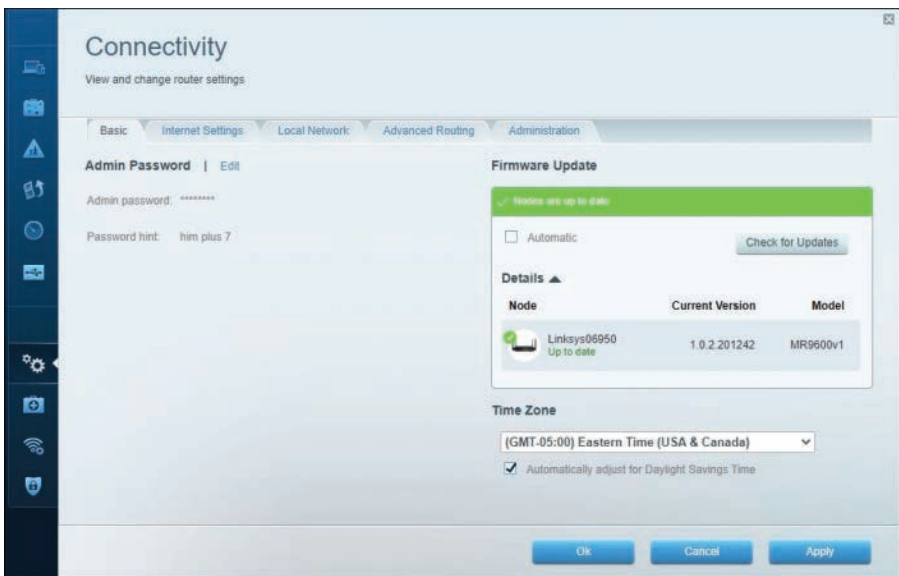 Connectivity
View and change router settings
Basic
Internet Settings
Local Network
Advanced Routing
Administration
Admin Password | Edit
Admin password: ********
Password hint: him plus 7
Firmware Update
Nodes are up to date
Automatic
Check for Updates
Details
Node Current Version Model
Linksys06950
Up to date
1.0.2.201242
MR9600v1
Time Zone
(GMT-05:00) Eastern Time (USA & Canada)
Automatically adjust for Daylight Savings Time
Ok
Cancel
Apply